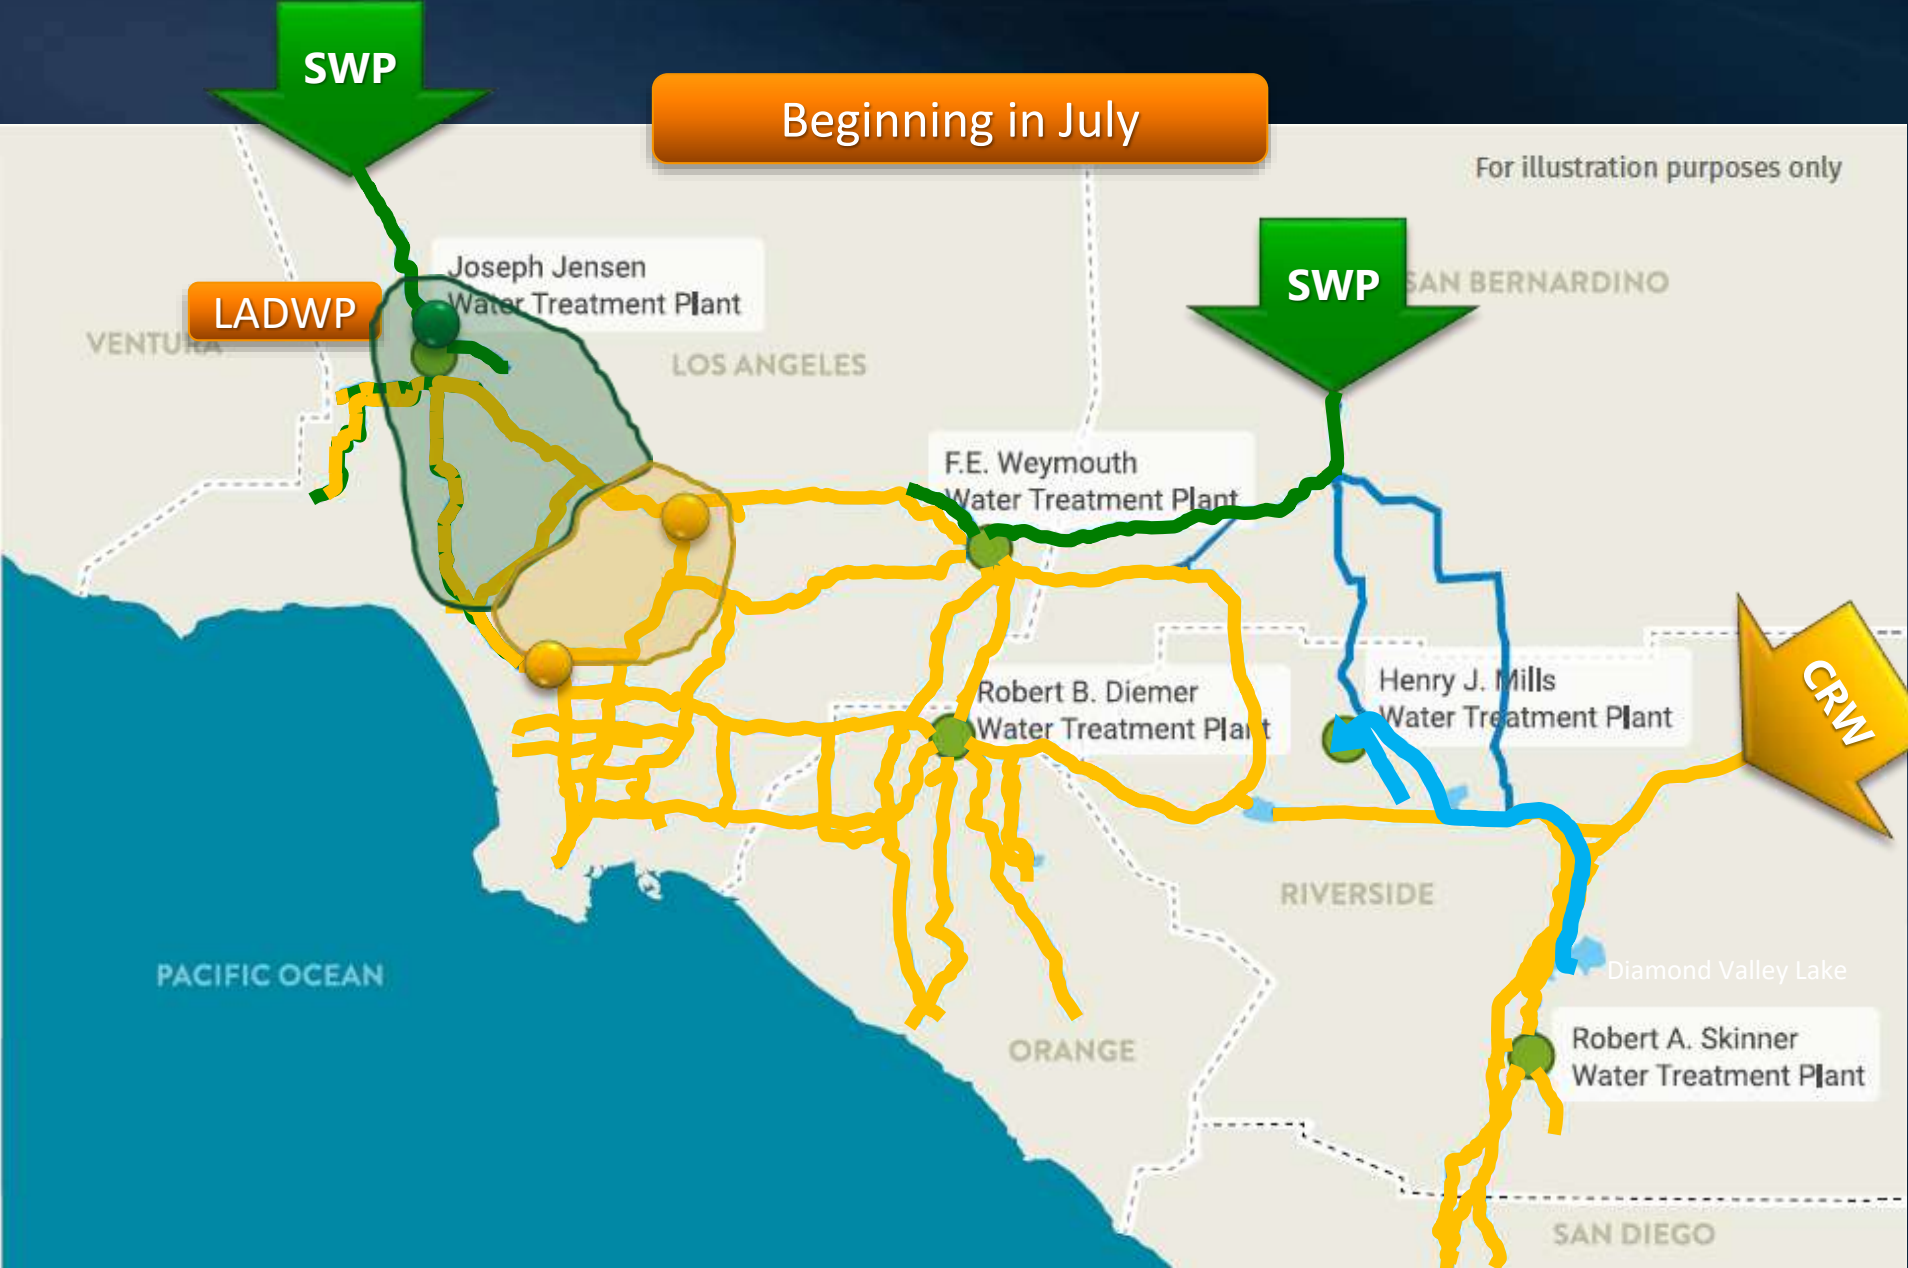 SWP
Beginning in July
For illustration purposes only
Joseph Jensen
Water Treatment Plant
SWP
SAN BERNARDINO
LADWP
VENTURA
LOS ANGELES
F.E. Weymouth
Water Treatment Plant
CRW
Robert B. Diemer
Water Treatment Plant
Henry J. Mills
Water Treatment Plant
RIVERSIDE
PACIFIC OCEAN
Diamond Valley Lake
ORANGE
Robert A. Skinner
Water Treatment Plant
SAN DIEGO